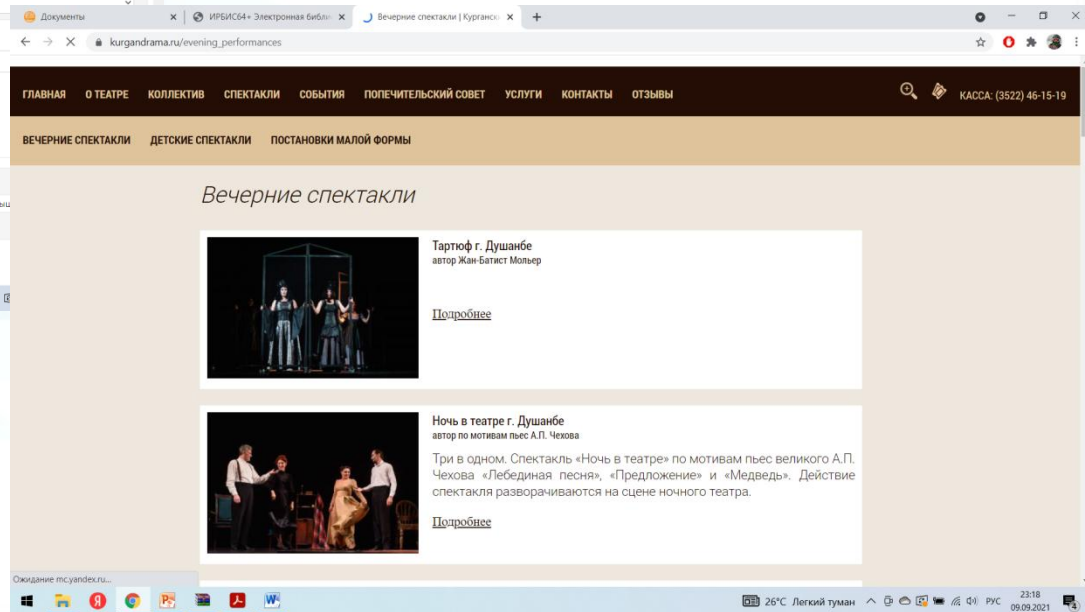 Документы
ИРБИС64+ Электронная библи
Вечерние спектакли | Курганск
kurgandrama.ru/evening_performances
ГЛАВНАЯ О ТЕАТРЕ КОЛЛЕКТИВ СПЕКТАКЛИ СОБЫТИЯ ПОПЕЧИТЕЛЬСКИЙ СОВЕТ УСЛУГИ КОНТАКТЫ ОТЗЫВЫ КАССА: (3522) 46-15-19
ВЕЧЕРНИЕ СПЕКТАКЛИ ДЕТСКИЕ СПЕКТАКЛИ ПОСТАНОВКИ МАЛОЙ ФОРМЫ
Вечерние спектакли
Тартюф г. Душанбе
автор Жан-Батист Мольер
Подробнее
Ночь в театре г. Душанбе
автор по мотивам пьес А.П. Чехова
Три в одном. Спектакль «Ночь в театре» по мотивам пьес великого А.П.
Чехова «Лебединая песня», «Предложение» и «Медведь». Действие
спектакля разворачиваются на сцене ночного театра.
Подробнее
Ожидание mc.yandex.ru...
26°C Легкий туман РУС 23:18
09.09.2021